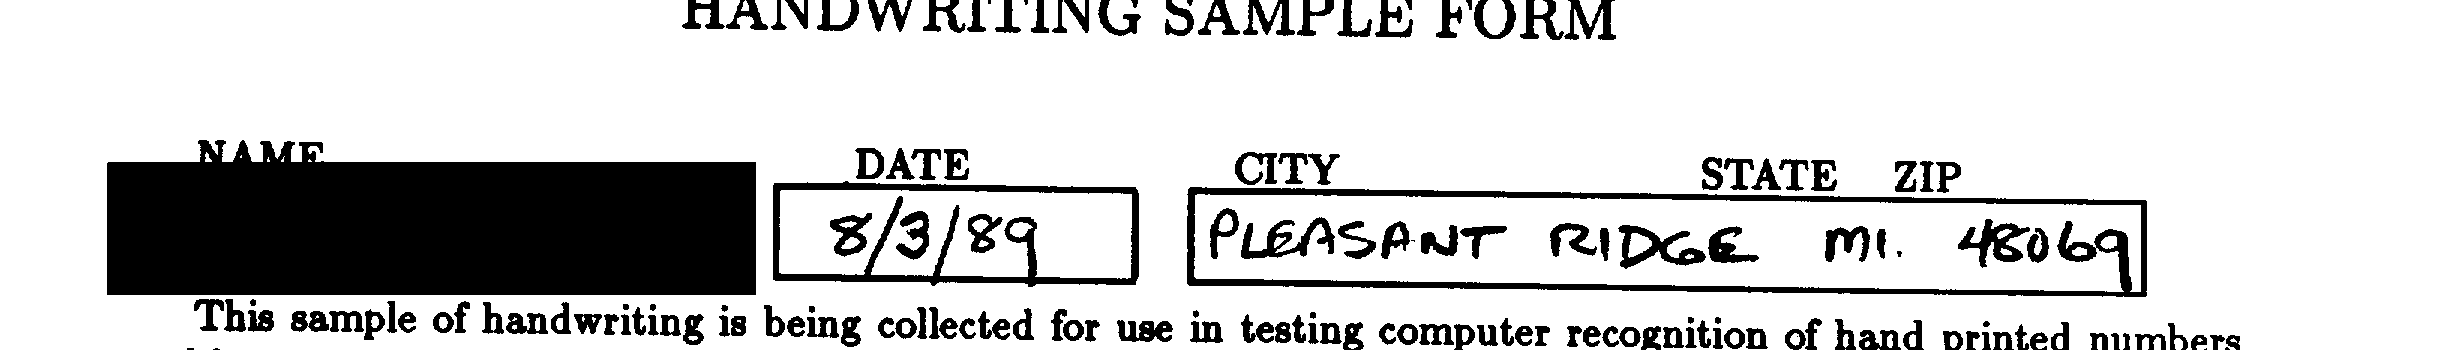 HANDWRITING SAMPLE FORM
NAME DATE CITY STATE ZIP
8/3/89 PLEASANT RIDGE MI. 48069
This sample of handwriting is being collected for use in testing computer recognition of hand printed numbers